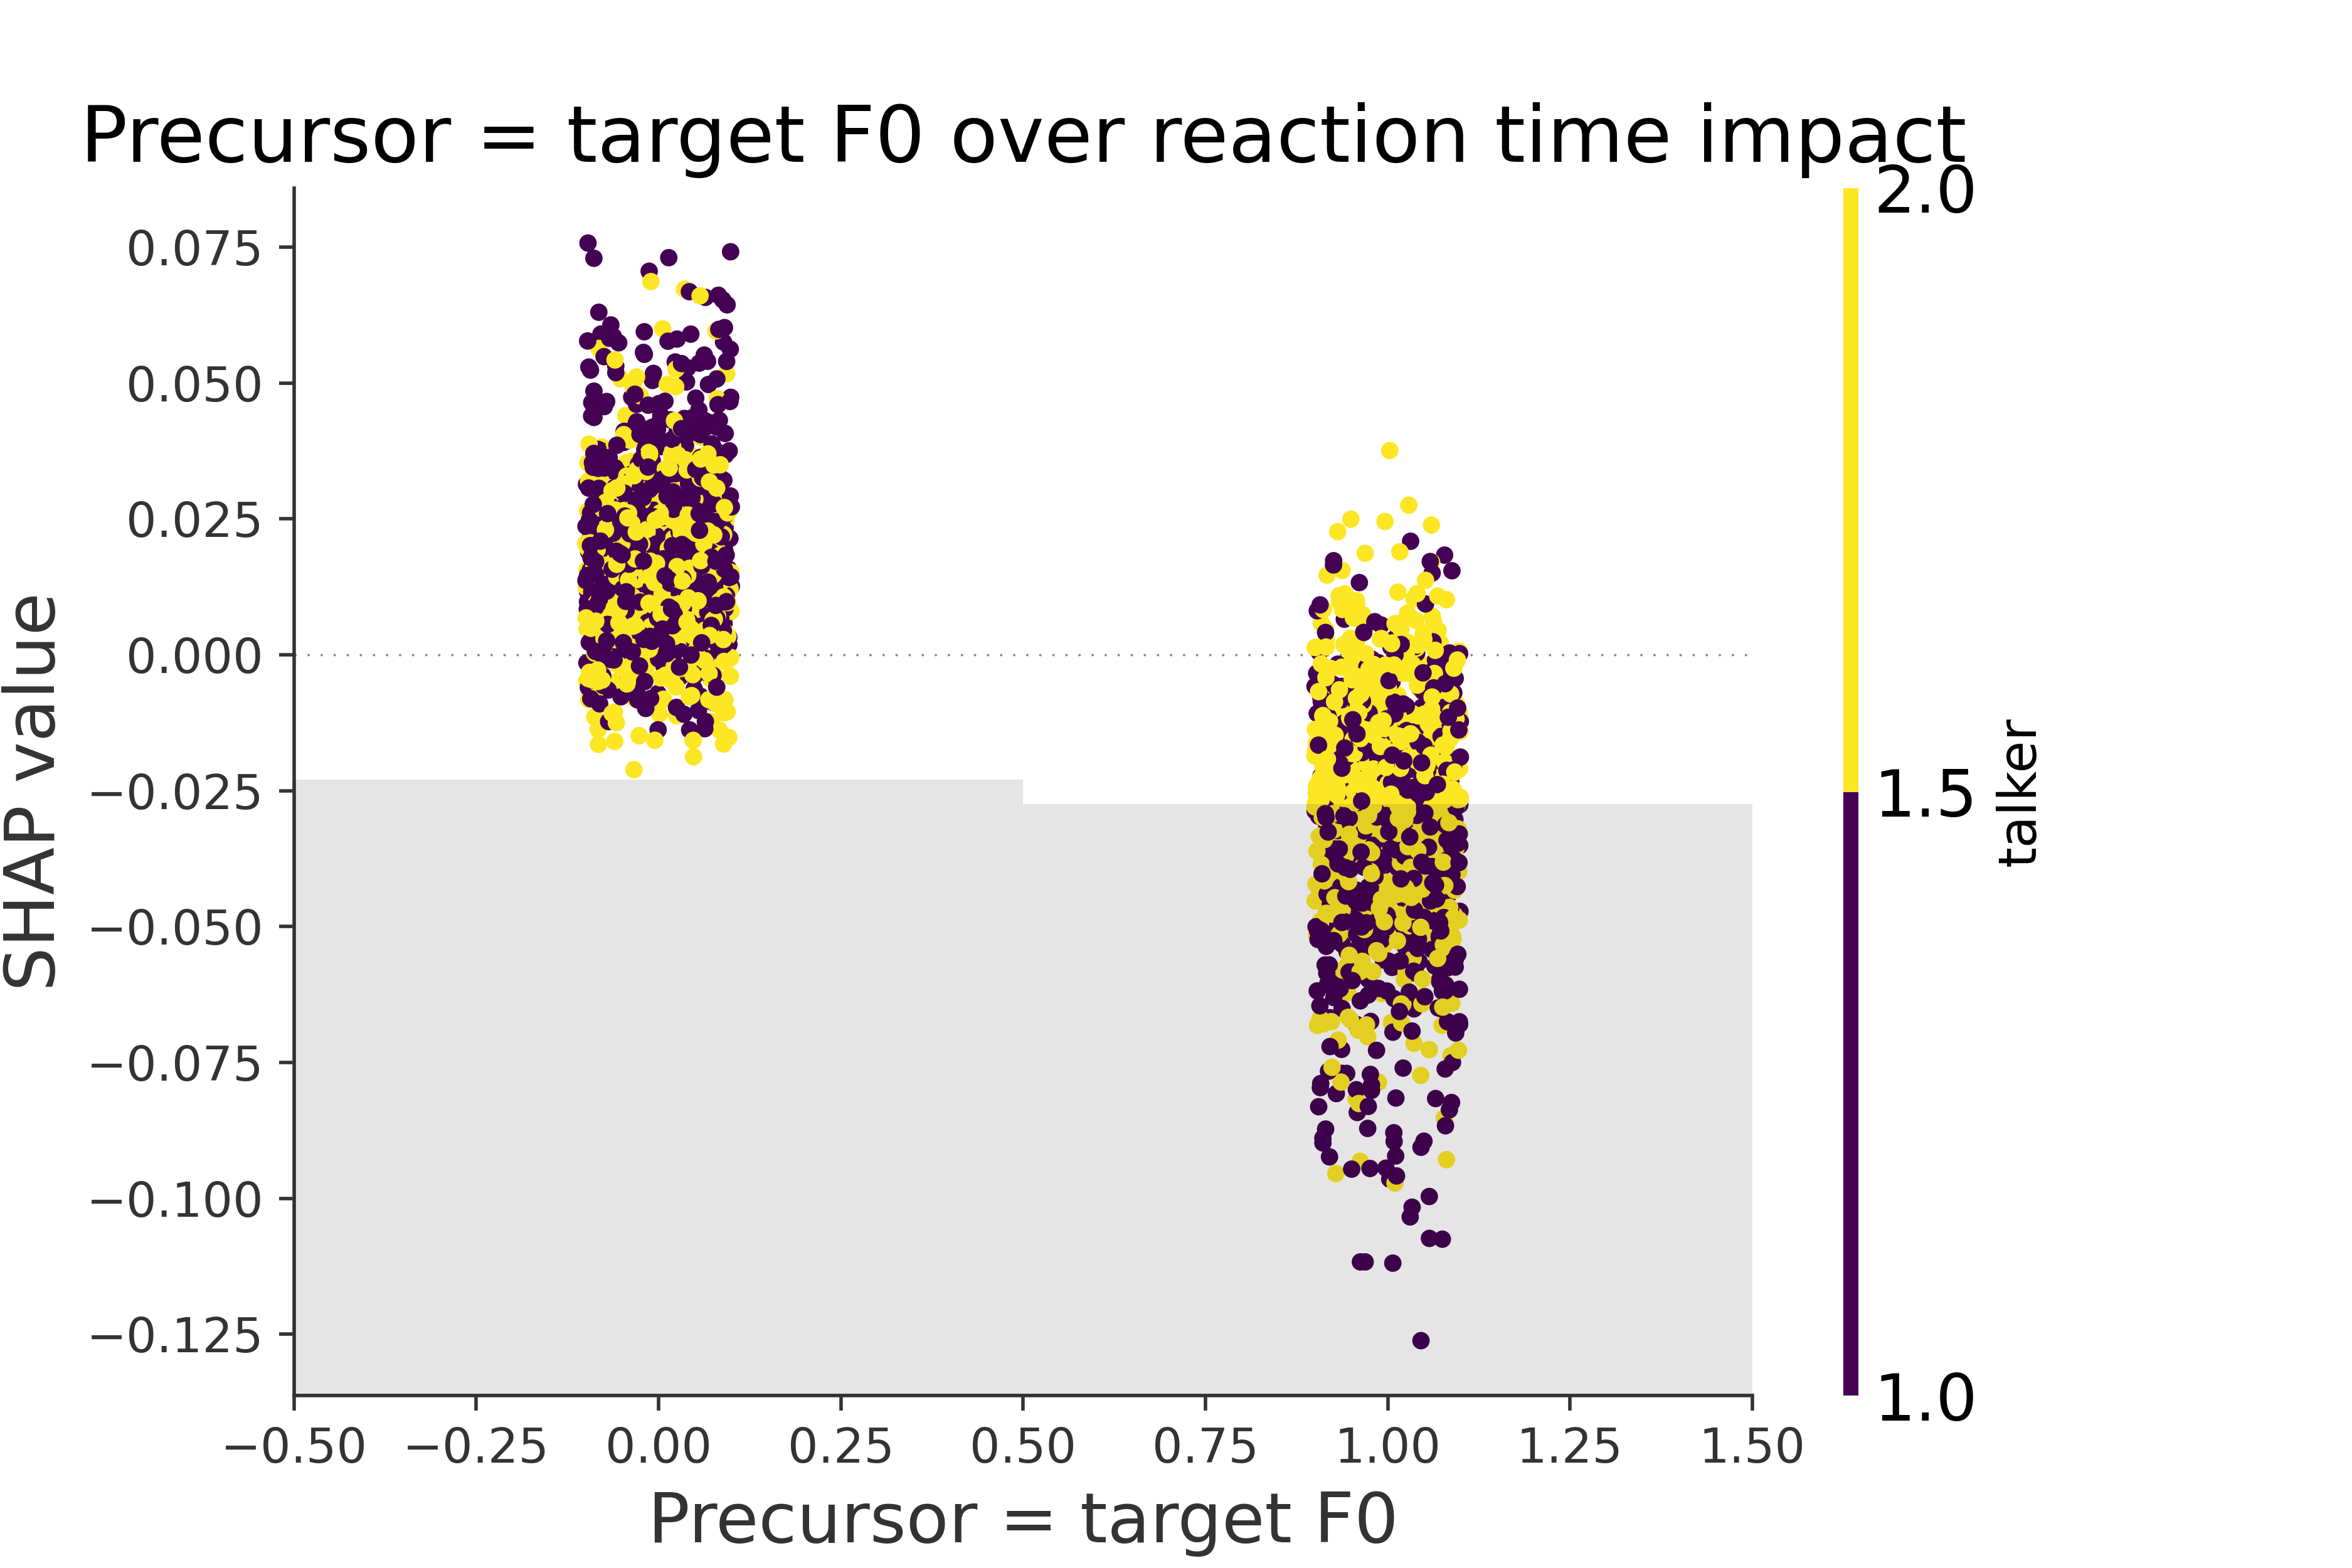 Precursor = target F0 over reaction time impact
SHAP value
0.075
0.050
0.025
0.000
−0.025
−0.050
−0.075
−0.100
−0.125
−0.50 −0.25 0.00 0.25 0.50 0.75 1.00 1.25 1.50
Precursor = target F0
2.0
1.5
1.0
talker